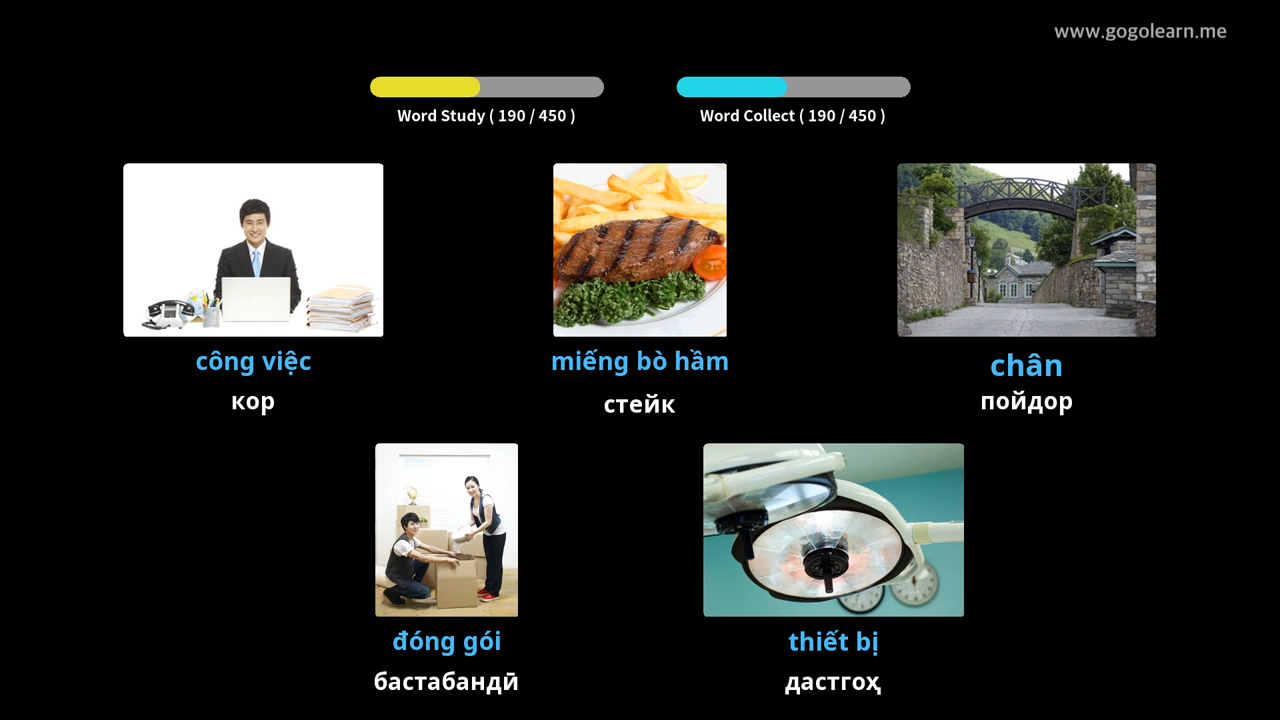 www.gogolearn.me
Word Study ( 190 / 450 )
Word Collect ( 190 / 450 )
công việc
кор
miếng bò hầm
стейк
chân
пойдор
đóng gói
бастабандӣ
thiết bị
дастгоҳ